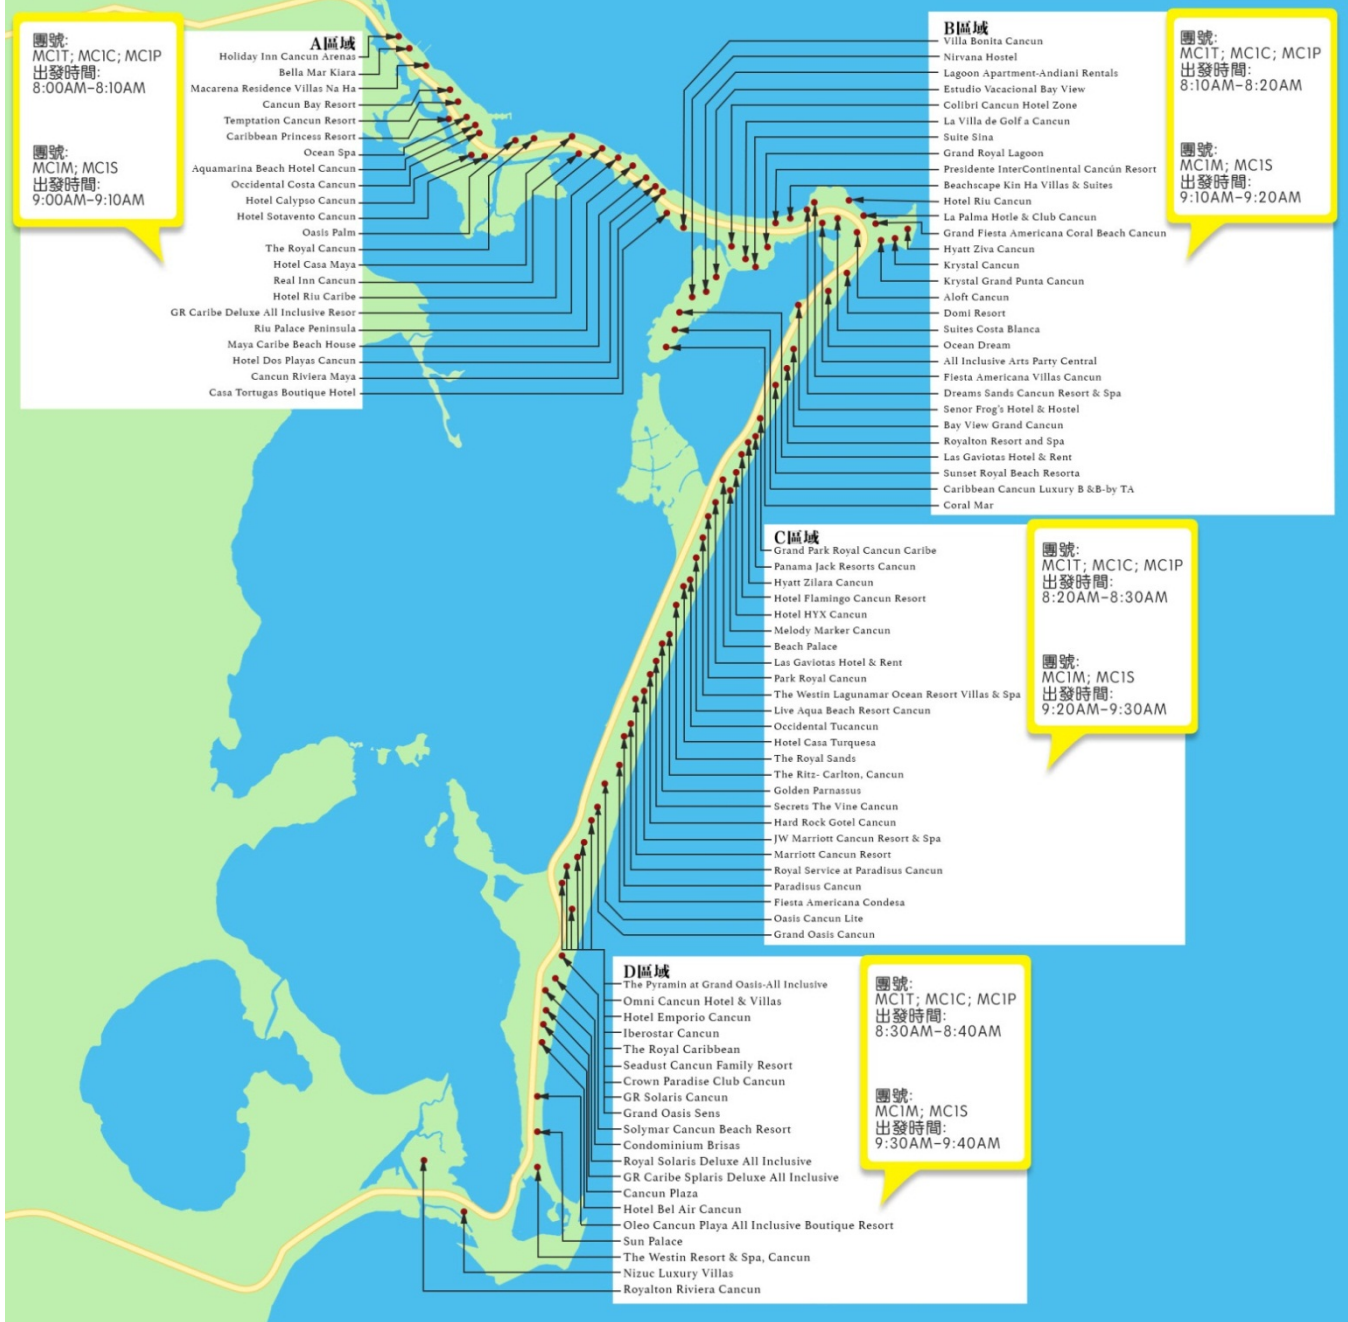 團號:
MC1T; MC1C; MC1P
出發時間:
8:00AM-8:10AM
團號:
MC1M; MC1S
出發時間:
9:00AM-9:10AM
A區域
Holiday Inn Cancun Arenas
Bella Mar Kiara
Macarena Residence Villas Na Ha
Cancun Bay Resort
Temptation Cancun Resort
Caribbean Princess Resort
Ocean Spa
Aquamarina Beach Hotel Cancun
Occidental Costa Cancun
Hotel Calypso Cancun
Hotel Sotavento Cancun
Oasis Palm
The Royal Cancun
Hotel Casa Maya
Real Inn Cancun
Hotel Riu Caribe
GR Caribe Deluxe All Inclusive Resor
Riu Palace Peninsula
Maya Caribe Beach House
Hotel Dos Playas Cancun
Cancun Riviera Maya
Casa Tortugas Boutique Hotel
B區域
Villa Bonita Cancun
Nirvana Hostel
Lagoon Apartment-Andiani Rentals
Estudio Vacacional Bay View
Colibri Cancun Hotel Zone
La Villa de Golf a Cancun
Suite Sina
Grand Royal Lagoon
Presidente InterContinental Cancún Resort
Beachscape Kin Ha Villas & Suites
Hotel Riu Cancun
La Palma Hotle & Club Cancun
Grand Fiesta Americana Coral Beach Cancun
Hyatt Ziva Cancun
Krystal Cancun
Krystal Grand Punta Cancun
Aloft Cancun
Domi Resort
Suites Costa Blanca
Ocean Dream
All Inclusive Arts Party Central
Fiesta Americana Villas Cancun
Dreams Sands Cancun Resort & Spa
Senor Frog's Hotel & Hostel
Bay View Grand Cancun
Royalton Resort and Spa
Las Gaviotas Hotel & Rent
Sunset Royal Beach Resorta
Caribbean Cancun Luxury B &B-by TA
Coral Mar
團號:
MC1T; MC1C; MC1P
出發時間:
8:10AM-8:20AM
團號:
MC1M; MC1S
出發時間:
9:10AM-9:20AM
C區域
Grand Park Royal Cancun Caribe
Panama Jack Resorts Cancun
Hyatt Zilara Cancun
Hotel Flamingo Cancun Resort
Hotel HYX Cancun
Melody Marker Cancun
Beach Palace
Las Gaviotas Hotel & Rent
Park Royal Cancun
The Westin Lagunamar Ocean Resort Villas & Spa
Live Aqua Beach Resort Cancun
Occidental Tucancun
Hotel Casa Turquesa
The Royal Sands
The Ritz- Carlton, Cancun
Golden Parnassus
Secrets The Vine Cancun
Hard Rock Gotel Cancun
JW Marriott Cancun Resort & Spa
Marriott Cancun Resort
Royal Service at Paradisus Cancun
Paradisus Cancun
Fiesta Americana Condesa
Oasis Cancun Lite
Grand Oasis Cancun
團號:
MC1T; MC1C; MC1P
出發時間:
8:20AM-8:30AM
團號:
MC1M; MC1S
出發時間:
9:20AM-9:30AM
D區域
The Pyramin at Grand Oasis-All Inclusive
Omni Cancun Hotel & Villas
Hotel Emporio Cancun
Iberostar Cancun
The Royal Caribbean
Seadust Cancun Family Resort
Crown Paradise Club Cancun
GR Solaris Cancun
Grand Oasis Sens
Solymar Cancun Beach Resort
Condominium Brisas
Royal Solaris Deluxe All Inclusive
GR Caribe Splaris Deluxe All Inclusive
Cancun Plaza
Hotel Bel Air Cancun
Oleo Cancun Playa All Inclusive Boutique Resort
Sun Palace
The Westin Resort & Spa, Cancun
Nizuc Luxury Villas
Royalton Riviera Cancun
團號:
MC1T; MC1C; MC1P
出發時間:
8:30AM-8:40AM
團號:
MC1M; MC1S
出發時間:
9:30AM-9:40AM